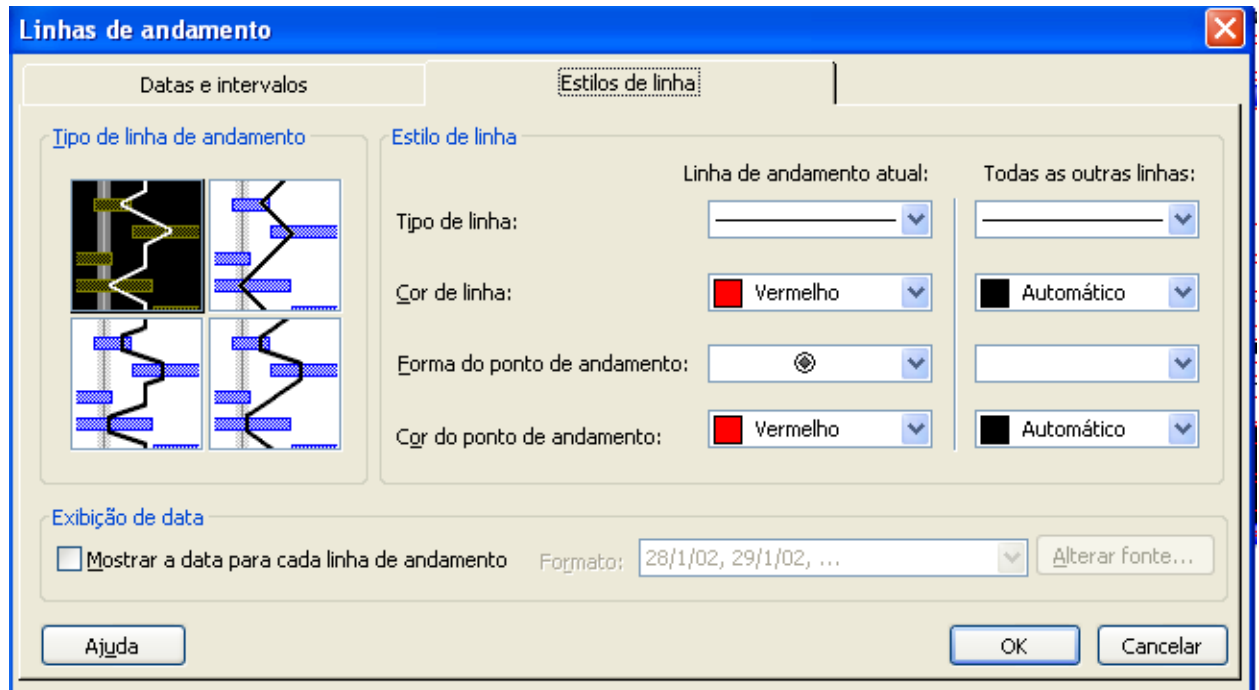 Linhas de andamento
Datas e intervalos
Estilos de linha
Tipo de linha de andamento
Estilo de linha
Linha de andamento atual:
Todas as outras linhas:
Tipo de linha:
Cor de linha:
Vermelho
Automático
Forma do ponto de andamento:
Cor do ponto de andamento:
Vermelho
Automático
Exibição de data
Mostrar a data para cada linha de andamento
Formato:
28/1/02, 29/1/02, ...
Alterar fonte...
Ajuda
OK
Cancelar